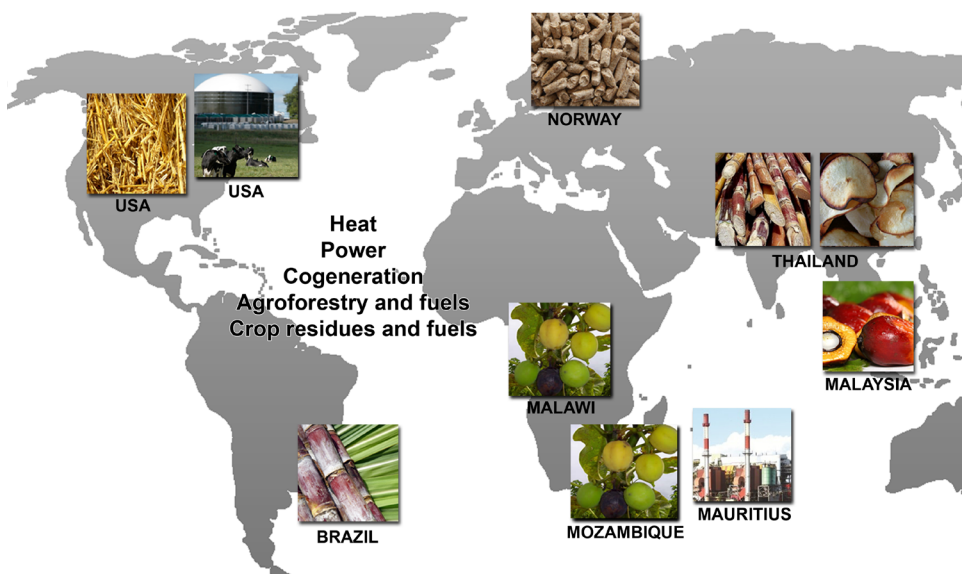 NORWAY
USA
USA
Heat
Power
Cogeneration
Agroforestry and fuels
Crop residues and fuels
THAILAND
MALAYSIA
MALAWI
MAURITIUS
MOZAMBIQUE
BRAZIL